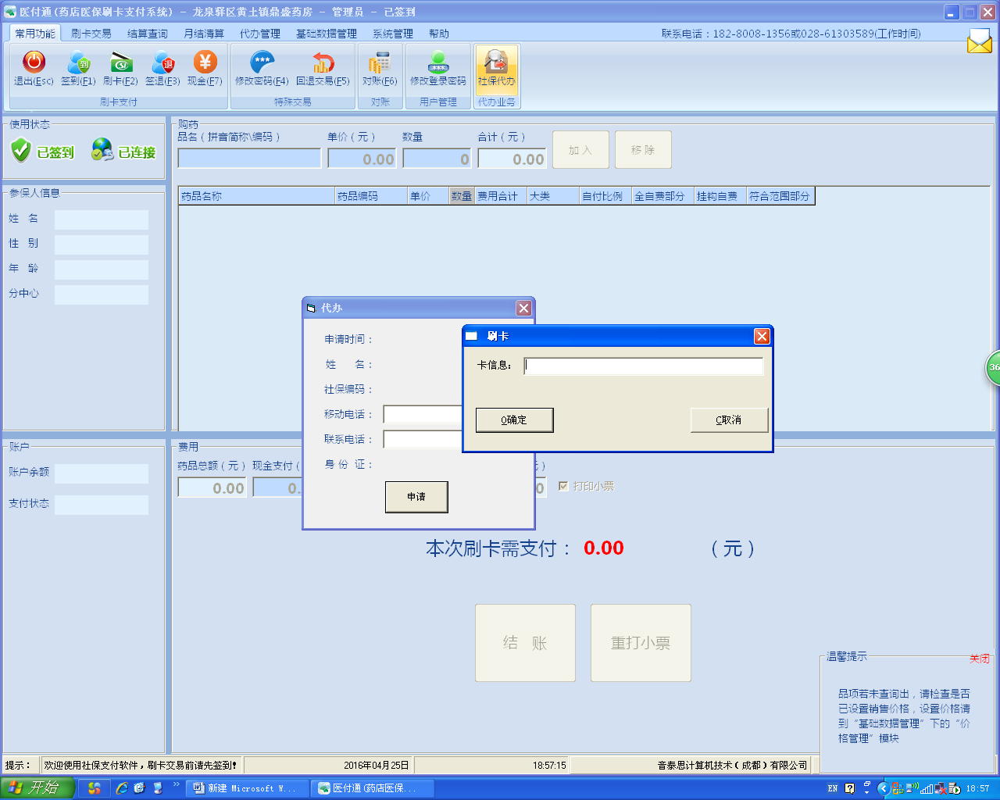 医付通(药店医保刷卡支付系统) - 龙泉驿区黄土镇鼎盛药房 - 管理员 - 已签到
常用功能 刷卡交易 结算查询 月结清算 代办管理 基础数据管理 系统管理 帮助 联系电话：182-8008-1356或028-61303589(工作时间)
退出(Esc) 签到(F1) 刷卡(F2) 签退(F3) 现金(F7) 修改密码(F4) 回退交易(F5) 对账(F6) 修改登录密码 社保代办
刷卡支付 特殊交易 对账 用户管理 代办业务
使用状态
已签到 已连接
购药
品名（拼音简称\编码） 单价（元） 数量 合计（元）
0.00 0 0.00 加 入 移 除
参保人信息
姓 名
性 别
年 龄
分中心
药品名称 药品编码 单价 数量 费用合计 大类 自付比例 全自费部分 挂钩自费 符合范围部分
代办
申请时间：
姓 名：
社保编码：
移动电话：
联系电话：
身 份 证：
申请
刷卡
卡信息：
O确定 C取消
36
账户
账户余额
支付状态
费用
药品总额（元） 现金支付（ 元）
0.00 0. 0 打印小票
本次刷卡需支付： 0.00 （元）
结 账 重打小票
温馨提示 关闭
品项若未查询出，请检查是否
已设置销售价格，设置价格请
到“基础数据管理”下的“价
格管理”模块
提示： 欢迎使用社保支付软件，刷卡交易前请先签到! 2016年04月25日 18:57:15 音泰思计算机技术（成都）有限公司
开始 » 新建 Microsoft W... 医付通(药店医保... EN 18:57